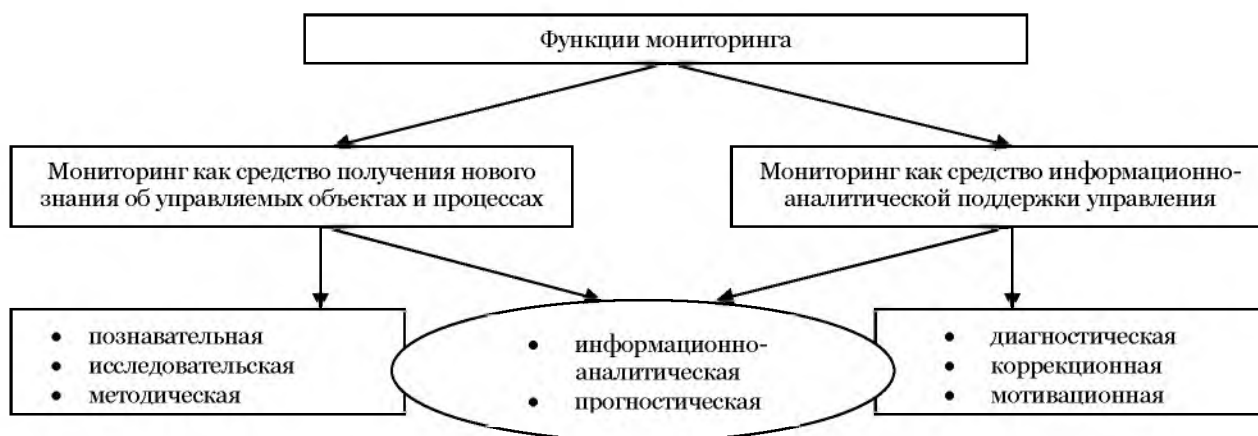 Функции мониторинга
Мониторинг как средство получения нового
знания об управляемых объектах и процессах
Мониторинг как средство информационно-
аналитической поддержки управления
• познавательная
• исследовательская
• методическая
• информационно-
аналитическая
• прогностическая
• диагностическая
• коррекционная
• мотивационная